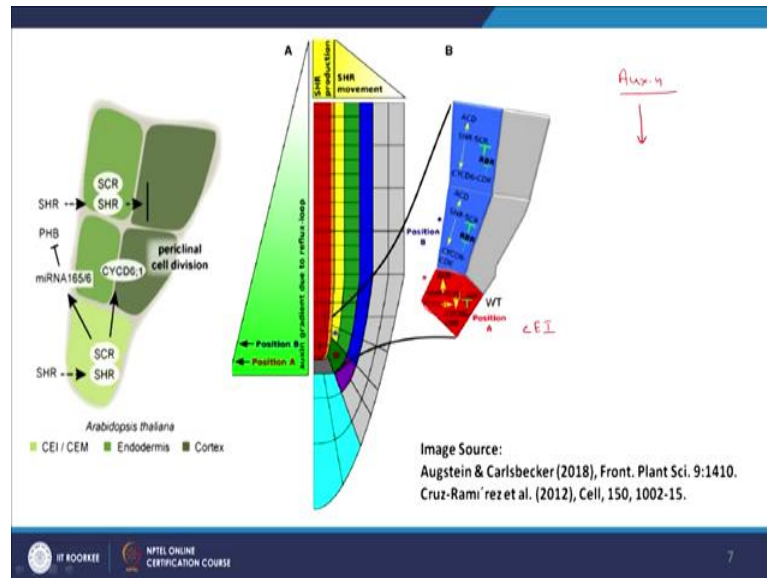 A
B
SHR production
SHR movement
Auxin
SCR
SHR
SHR
PHB
miRNA165/6
CYCD6;1
periclinal
cell division
SCR
SHR
SHR
Arabidopsis thaliana
CEI / CEM
Endodermis
Cortex
auxin gradient due to reflux-loop
Position B
Position A
ACD
SHR-SCR
RBR
CYCD6-CDK
ACD
SHR-SCR
RBR
Position B
WT
Position A
CEI
Image Source:
Augstein & Carlsbecker (2018), Front. Plant Sci. 9:1410.
Cruz-Ramı´rez et al. (2012), Cell, 150, 1002-15.
IIT ROORKEE
NPTEL ONLINE
CERTIFICATION COURSE
7